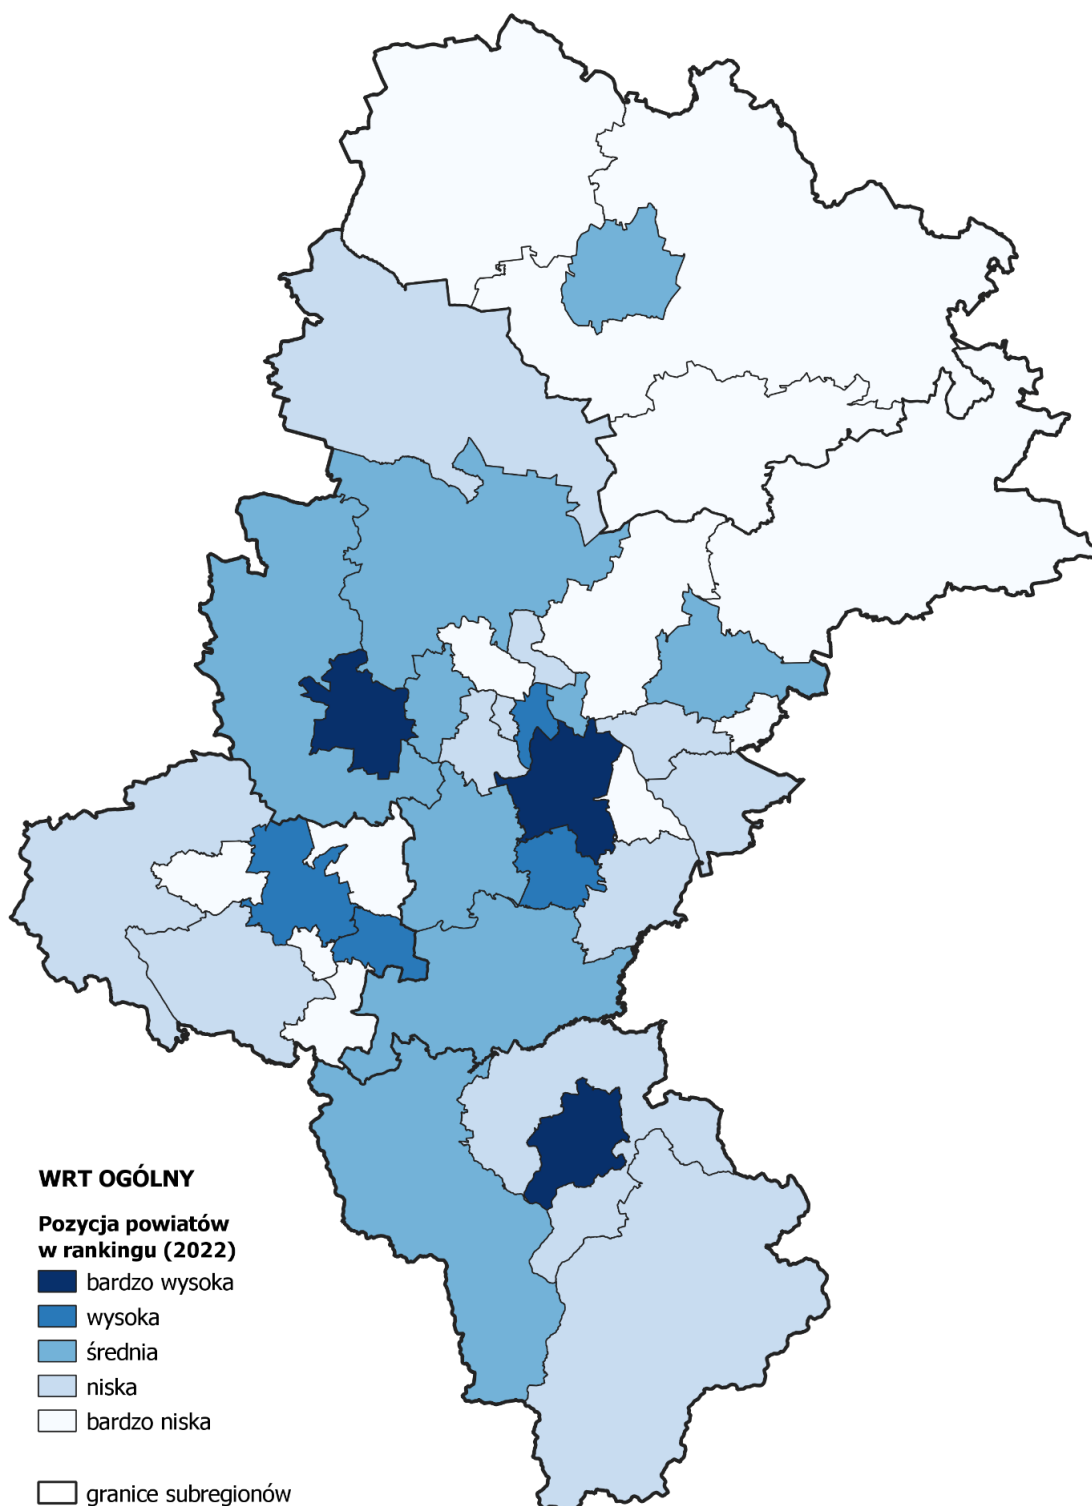 WRT OGÓLNY
Pozycja powiatów
w rankingu (2022)
bardzo wysoka
wysoka
średnia
niska
bardzo niska
granice subregionów